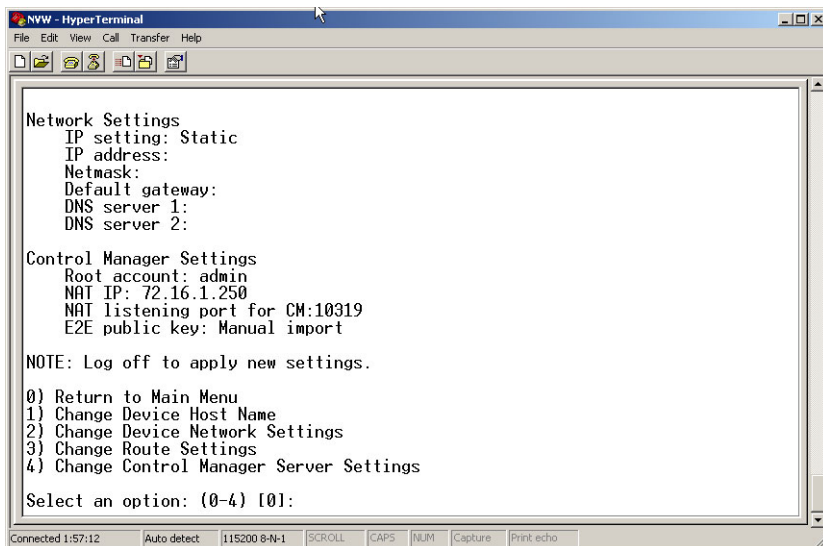 NVW - HyperTerminal
File Edit View Call Transfer Help
Network Settings
IP setting: Static
IP address:
Netmask:
Default gateway:
DNS server 1:
DNS server 2:
Control Manager Settings
Root account: admin
NAT IP: 72.16.1.250
NAT listening port for CM:10319
E2E public key: Manual import
NOTE: Log off to apply new settings.
0) Return to Main Menu
1) Change Device Host Name
2) Change Device Network Settings
3) Change Route Settings
4) Change Control Manager Server Settings
Select an option: (0-4) [0]:
Connected 1:57:12 Auto detect 115200 8-N-1 SCROLL CAPS NUM Capture Print echo